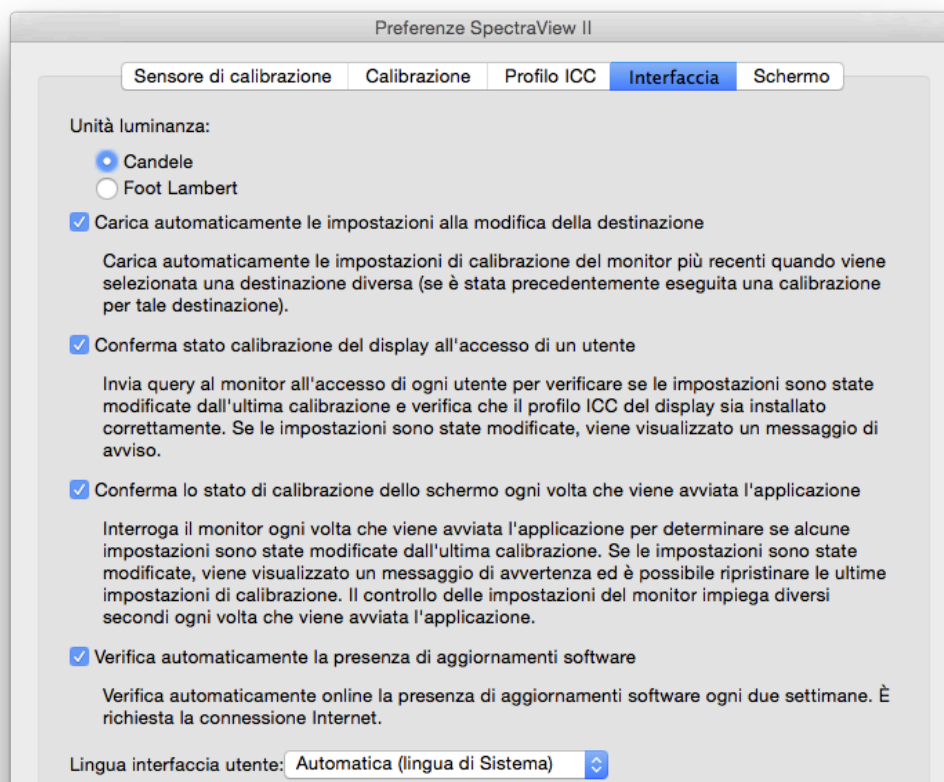 Preferenze SpectraView II
Sensore di calibrazione Calibrazione Profilo ICC Interfaccia Schermo
Unità luminanza:
Candele
Foot Lambert
Carica automaticamente le impostazioni alla modifica della destinazione
Carica automaticamente le impostazioni di calibrazione del monitor più recenti quando viene
selezionata una destinazione diversa (se è stata precedentemente eseguita una calibrazione
per tale destinazione).
Conferma stato calibrazione del display all'accesso di un utente
Invia query al monitor all'accesso di ogni utente per verificare se le impostazioni sono state
modificate dall'ultima calibrazione e verifica che il profilo ICC del display sia installato
correttamente. Se le impostazioni sono state modificate, viene visualizzato un messaggio di
avviso.
Conferma lo stato di calibrazione dello schermo ogni volta che viene avviata l'applicazione
Interroga il monitor ogni volta che viene avviata l'applicazione per determinare se alcune
impostazioni sono state modificate dall'ultima calibrazione. Se le impostazioni sono state
modificate, viene visualizzato un messaggio di avvertenza ed è possibile ripristinare le ultime
impostazioni di calibrazione. Il controllo delle impostazioni del monitor impiega diversi
secondi ogni volta che viene avviata l'applicazione.
Verifica automaticamente la presenza di aggiornamenti software
Verifica automaticamente online la presenza di aggiornamenti software ogni due settimane. È
richiesta la connessione Internet.
Lingua interfaccia utente: Automatica (lingua di Sistema)